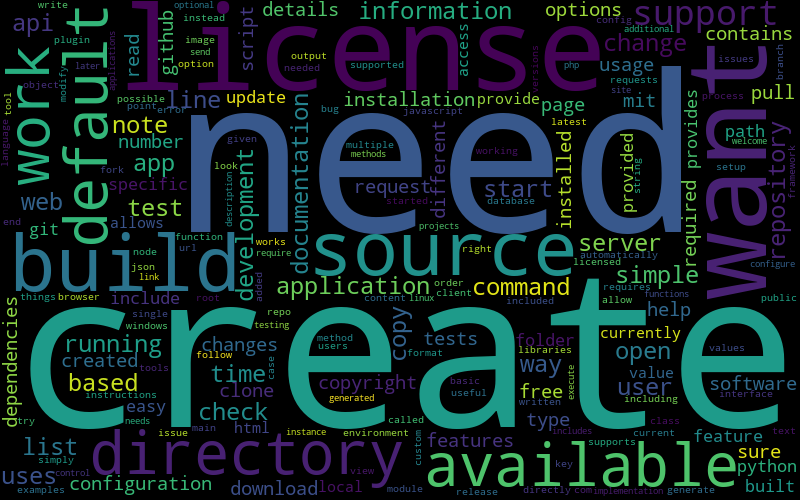 write
details
information
options
support
api
plugin
default
read
github
instead
image
send
option
script
license
access
config
additional
change
contains
work
modify
later
applications
output
needed
supported
php
versions
site
requests
usage
issues
branch
tool
object
possible
point
error
line
update
installation
provide
page
mit
process
pull
language
note
number
app
bug
javascript
latest
need
want
path
welcome
framework
fork
given
look
multiple
methods
working
installed
provided
string
required
provides
setup
repository
specific
test
web
development
documentation
request
started
different
start
database
description
git
allows
end
build
function
url
works
require
projects
right
source
server
automatically
licensed
node
json
link
application
order
client
command
requires
simple
configure
things
browser
include
root
added
content
linux
included
allow
functions
public
help
dependencies
single
windows
repo
testing
copy
create
running
changes
method
users
tests
format
folder
currently
libraries
open
values
created
follow
case
time
way
value
user
software
based
tools
clone
copyright
basic
useful
free
execute
interface
instructions
easy
check
generated
written
including
try
needs
issue
main
html
instance
environment
called
type
class
text
list
directory
custom
features
includes
supports
current
feature
sure
simply
view
available
key
python
uses
control
configuration
examples
download
local
module
release
directly
com
implementation
generate
built
optional